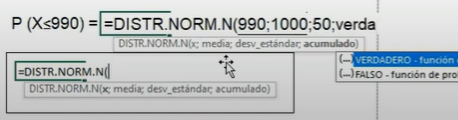 P (X≤990) = =DISTR.NORM.N(990;1000;50;verda
DISTR.NORM.N(x; media; desv_estándar; acumulado)
(...)VERDADERO - función
(...)FALSO - función de pro
=DISTR.NORM.N(
DISTR.NORM.N(x; media; desv_estándar; acumulado)